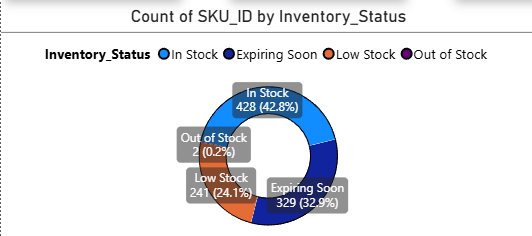 Count of SKU_ID by Inventory_Status
Inventory_Status In Stock Expiring Soon Low Stock Out of Stock
In Stock
428 (42.8%)
Out of Stock
2 (0.2%)
Low Stock
241 (24.1%)
Expiring Soon
329 (32.9%)